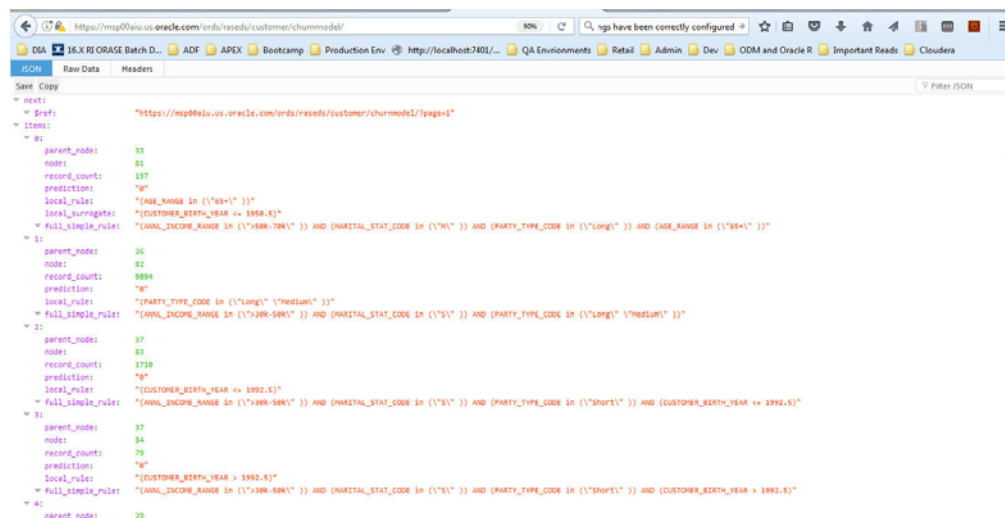 https://msp00aiu.us.oracle.com/ords/raseds/customer/churnmodel/ 80% ngs have been correctly configured
DIA 16.X RI ORASE Batch D... ADF APEX Bootcamp Production Env http://localhost:7401/... QA Envrionments Retail Admin Dev ODM and Oracle R Important Reads Cloudera
JSON Raw Data Headers
Save Copy Filter JSON
next:
$ref: "https://msp00aiu.us.oracle.com/ords/raseds/customer/churnmodel/?page=1"
items:
0:
parent_node: 33
node: 81
record_count: 197
prediction: "0"
local_rule: "(AGE_RANGE in (\"65+\" ))"
local_surrogate: "(CUSTOMER_BIRTH_YEAR <= 1950.5)"
full_simple_rule: "(ANNL_INCOME_RANGE in (\">50k-70k\" )) AND (MARITAL_STAT_CODE in (\"M\" )) AND (PARTY_TYPE_CODE in (\"Long\" )) AND (AGE_RANGE in (\"65+\" ))"
1:
parent_node: 36
node: 82
record_count: 9094
prediction: "0"
local_rule: "(PARTY_TYPE_CODE in (\"Long\" \"Medium\" ))"
full_simple_rule: "(ANNL_INCOME_RANGE in (\">30k-50k\" )) AND (MARITAL_STAT_CODE in (\"S\" )) AND (PARTY_TYPE_CODE in (\"Long\" \"Medium\" ))"
2:
parent_node: 37
node: 83
record_count: 1710
prediction: "0"
local_rule: "(CUSTOMER_BIRTH_YEAR <= 1992.5)"
full_simple_rule: "(ANNL_INCOME_RANGE in (\">30k-50k\" )) AND (MARITAL_STAT_CODE in (\"S\" )) AND (PARTY_TYPE_CODE in (\"Short\" )) AND (CUSTOMER_BIRTH_YEAR <= 1992.5)"
3:
parent_node: 37
node: 84
record_count: 79
prediction: "0"
local_rule: "(CUSTOMER_BIRTH_YEAR > 1992.5)"
full_simple_rule: "(ANNL_INCOME_RANGE in (\">30k-50k\" )) AND (MARITAL_STAT_CODE in (\"S\" )) AND (PARTY_TYPE_CODE in (\"Short\" )) AND (CUSTOMER_BIRTH_YEAR > 1992.5)"
4:
parent_node: 39